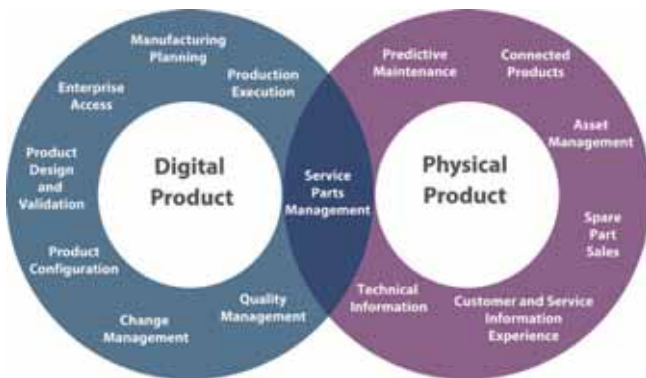 Manufacturing
Planning
Production
Execution
Enterprise
Access
Product
Design
and
Validation
Product
Configuration
Change
Management
Quality
Management
Digital
Product
Service
Parts
Management
Physical
Product
Predictive
Maintenance
Connected
Products
Asset
Management
Spare
Part
Sales
Customer and Service
Information
Experience
Technical
Information